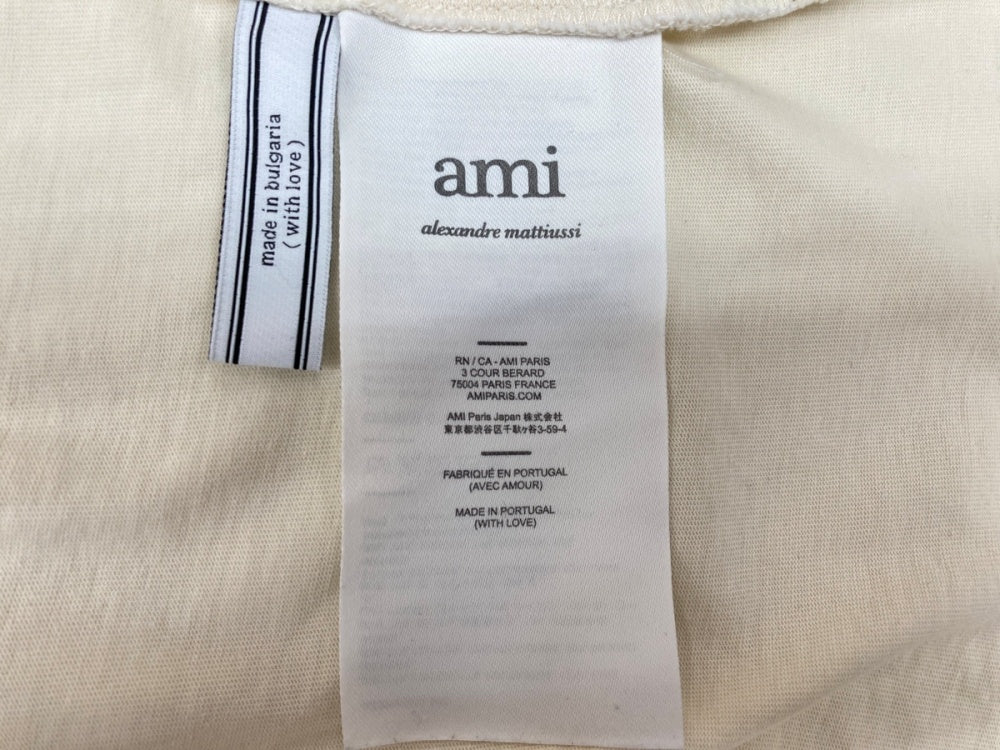 made in bulgaria
(with love)
ami
alexandre mattiussi
RN / CA - AMI PARIS
3 COUR BERARD
75004 PARIS FRANCE
AMIPARIS.COM
AMI Paris Japan 株式会社
東京都渋谷区千駄ヶ谷3-59-4
FABRIQUÉ EN PORTUGAL
(AVEC AMOUR)
MADE IN PORTUGAL
(WITH LOVE)